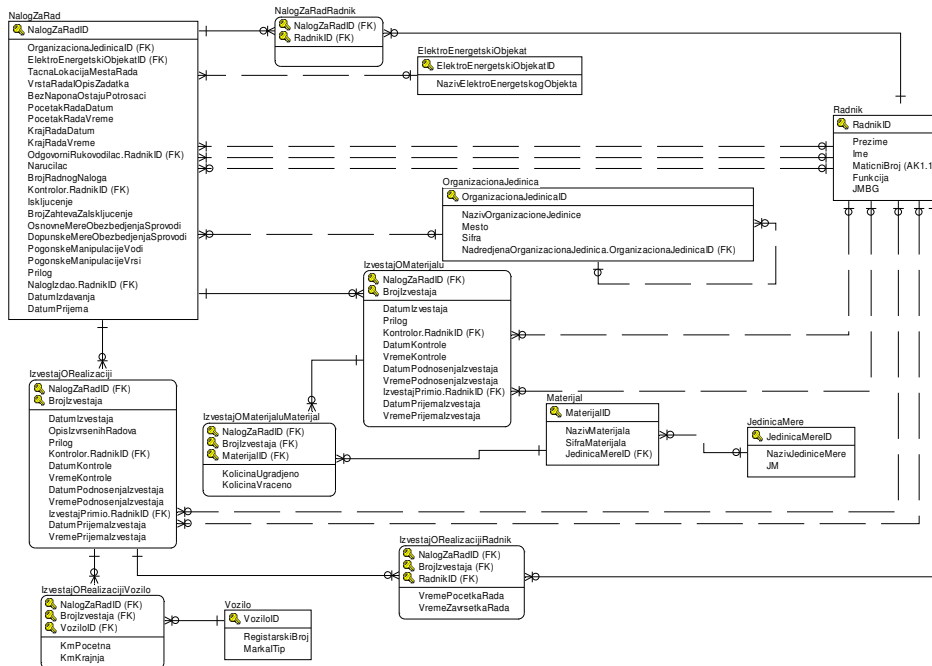 NalogZaRad
NalogZaRadID
OrganizacionaJedinicaID (FK)
ElektroEnergetskiObjekatID (FK)
TacnaLokacijaMestaRada
VrstaRadaIOpisZadatka
BezNaponaOstajuPotrosaci
PocetakRadaDatum
PocetakRadaVreme
KrajRadaDatum
KrajRadaVreme
OdgovorniRukovodilac.RadnikID (FK)
Narucilac
BrojRadnogNaloga
Kontrolor.RadnikID (FK)
Iskljucenje
BrojZahtevaZaIskljucenje
OsnovneMereObezbedjenjaSprovodi
DopunskeMereObezbedjenjaSprovodi
PogonskeManipulacijeVodi
PogonskeManipulacijeVrsi
Prilog
NalogIzdao.RadnikID (FK)
DatumIzdavanja
DatumPrijema
NalogZaRadRadnik
NalogZaRadID (FK)
RadnikID (FK)
ElektroEnergetskiObjekat
ElektroEnergetskiObjekatID
NazivElektroEnergetskogObjekta
Radnik
RadnikID
Prezime
Ime
MaticniBroj (AK1.1
Funkcija
JMBG
OrganizacionaJedinica
OrganizacionaJedinicaID
NazivOrganizacioneJedinice
Mesto
Sifra
NadredjenaOrganizacionaJedinica.OrganizacionaJedinicaID (FK)
IzvestajOMaterijalu
NalogZaRadID (FK)
BrojIzvestaja
DatumIzvestaja
Prilog
Kontrolor.RadnikID (FK)
DatumKontrole
VremeKontrole
DatumPodnosenjaIzvestaja
VremePodnosenjaIzvestaja
IzvestajPrimio.RadnikID (FK)
DatumPrijemaIzvestaja
VremePrijemaIzvestaja
IzvestajORealizaciji
NalogZaRadID (FK)
BrojIzvestaja
DatumIzvestaja
OpisIzvrsenihRadova
Prilog
Kontrolor.RadnikID (FK)
DatumKontrole
VremeKontrole
DatumPodnosenjaIzvestaja
VremePodnosenjaIzvestaja
IzvestajPrimio.RadnikID (FK)
DatumPrijemaIzvestaja
VremePrijemaIzvestaja
IzvestajOMaterijaluMaterijal
NalogZaRadID (FK)
BrojIzvestaja (FK)
MaterijalID (FK)
KolicinaUgradjeno
KolicinaVraceno
Materijal
MaterijalID
NazivMaterijala
SifraMaterijala
JedinicaMereID (FK)
JedinicaMere
JedinicaMereID
NazivJediniceMere
JM
IzvestajORealizacijiRadnik
NalogZaRadID (FK)
BrojIzvestaja (FK)
RadnikID (FK)
VremePocetkaRada
VremeZavrsetkaRada
IzvestajORealizacijiVozilo
NalogZaRadID (FK)
BrojIzvestaja (FK)
VoziloID (FK)
KmPocetna
KmKrajnja
Vozilo
VoziloID
RegistarskiBroj
MarkaITip